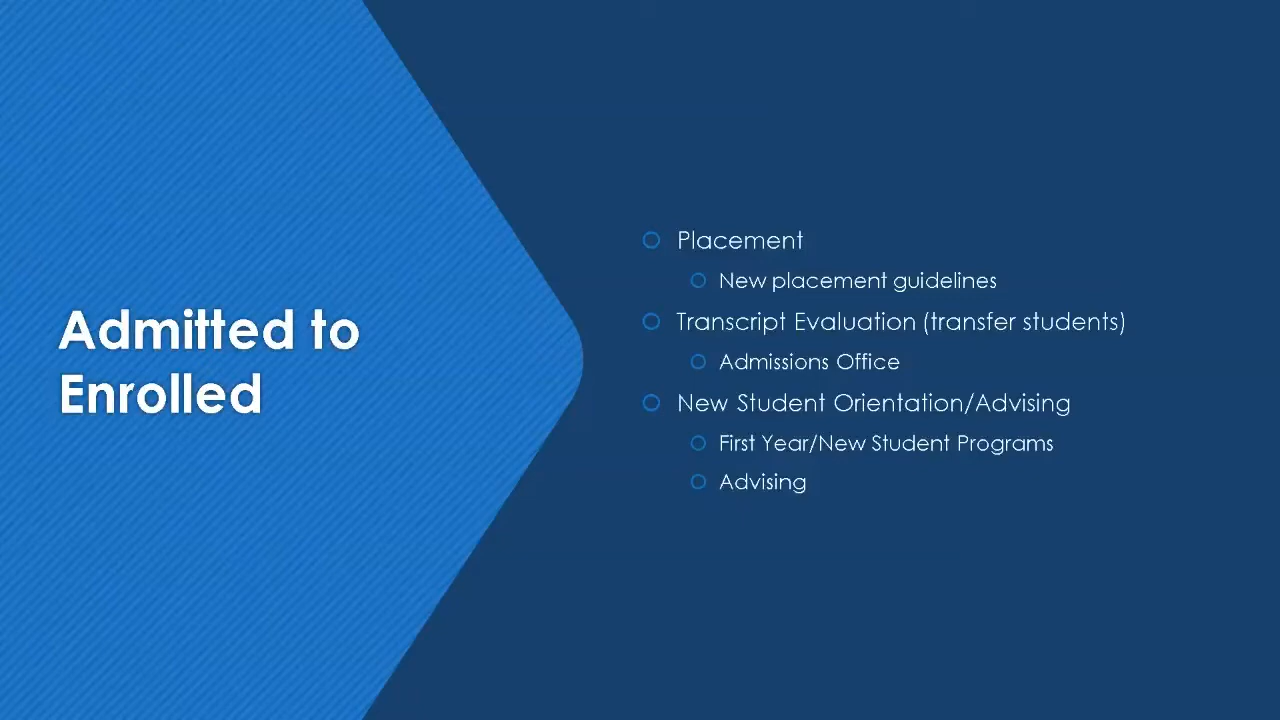 Admitted to
Enrolled
Placement
New placement guidelines
Transcript Evaluation (transfer students)
Admissions Office
New Student Orientation/Advising
First Year/New Student Programs
Advising